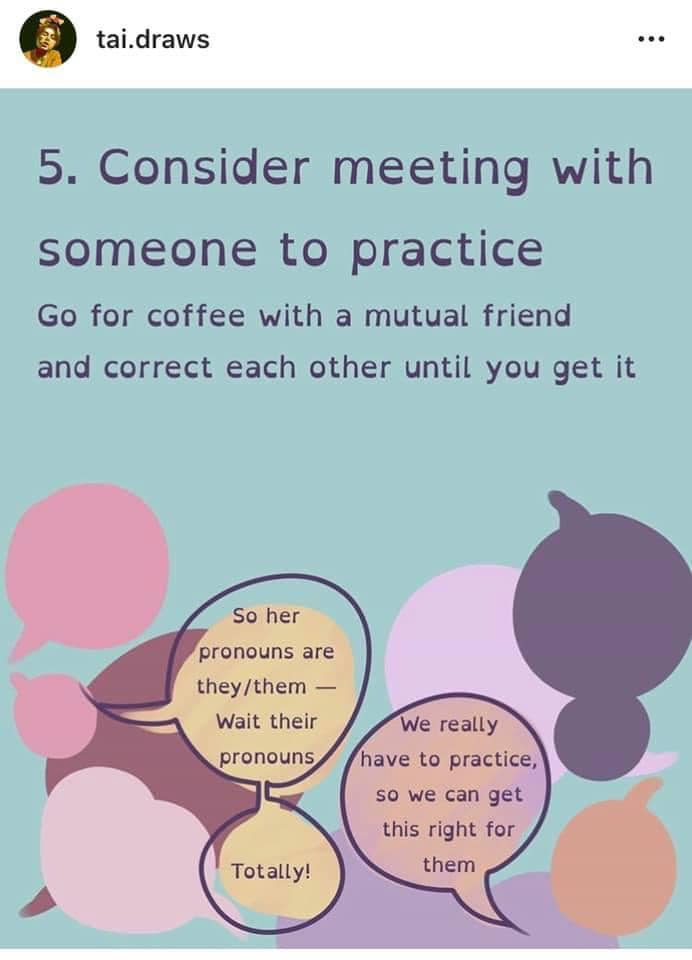 tai.draws
5. Consider meeting with
someone to practice
Go for coffee with a mutual friend
and correct each other until you get it
So her
pronouns are
they/them —
Wait their
pronouns
Totally!
We really
have to practice,
so we can get
this right for
them